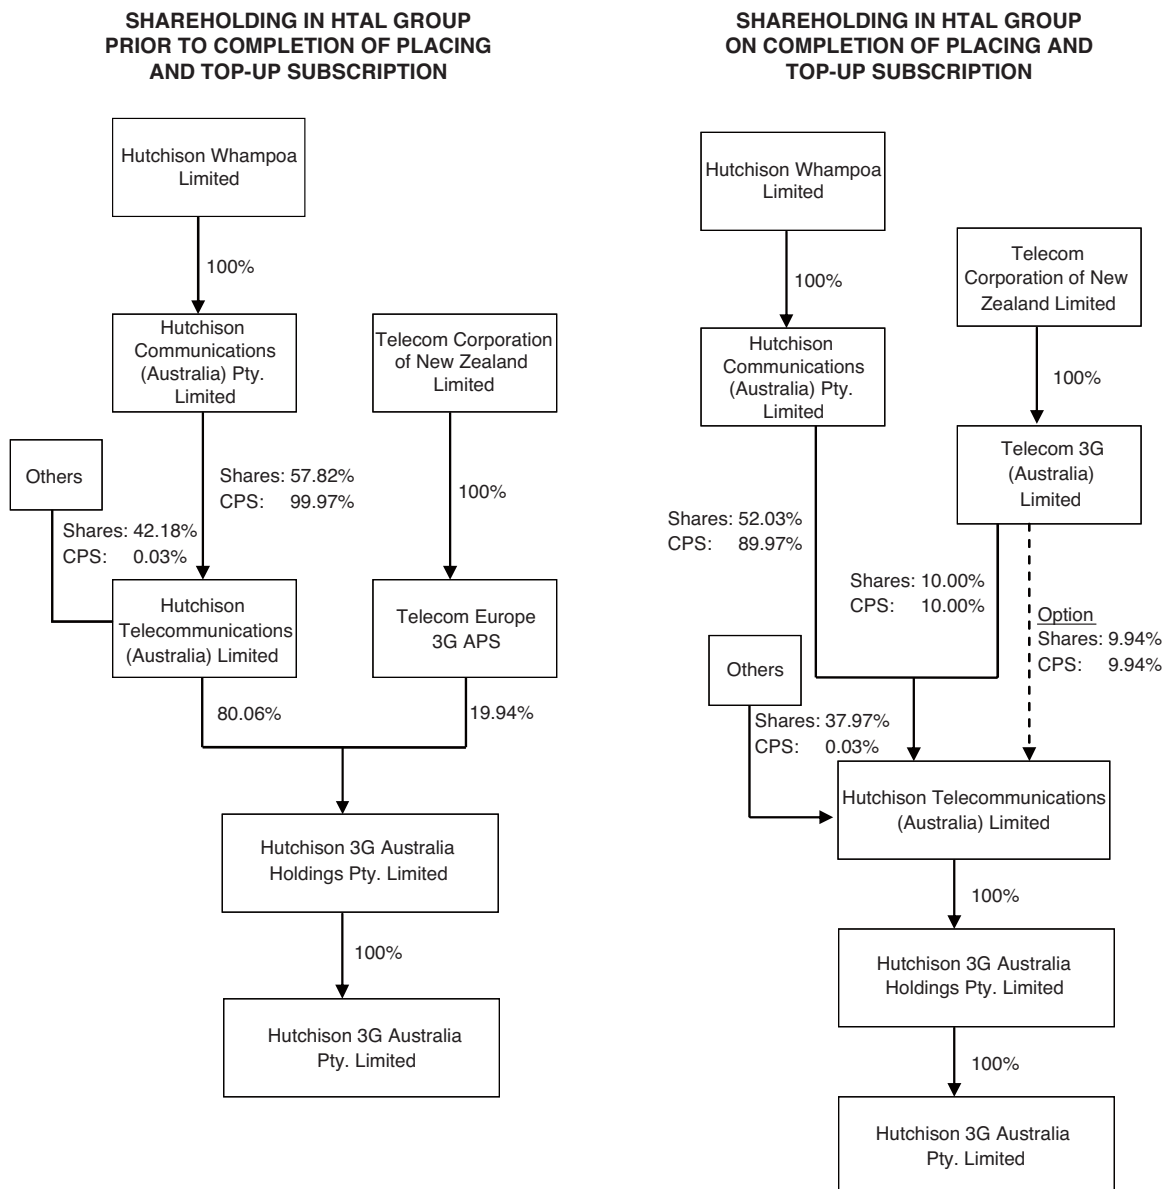 SHAREHOLDING IN HTAL GROUP
PRIOR TO COMPLETION OF PLACING
AND TOP-UP SUBSCRIPTION
Hutchison Whampoa
Limited
100%
Hutchison
Communications
(Australia) Pty.
Limited
Telecom Corporation
of New Zealand
Limited
Others
Shares: 57.82%
CPS: 99.97%
100%
Shares: 42.18%
CPS: 0.03%
Hutchison
Telecommunications
(Australia) Limited
Telecom Europe
3G APS
80.06%
19.94%
Hutchison 3G Australia
Holdings Pty. Limited
100%
Hutchison 3G Australia
Pty. Limited
SHAREHOLDING IN HTAL GROUP
ON COMPLETION OF PLACING AND
TOP-UP SUBSCRIPTION
Hutchison Whampoa
Limited
Telecom
Corporation of New
Zealand Limited
100%
Hutchison
Communications
(Australia) Pty.
Limited
100%
Telecom 3G
(Australia)
Limited
Shares: 52.03%
CPS: 89.97%
Shares: 10.00%
CPS: 10.00%
Option
Shares: 9.94%
CPS: 9.94%
Others
Shares: 37.97%
CPS: 0.03%
Hutchison Telecommunications
(Australia) Limited
100%
Hutchison 3G Australia
Holdings Pty. Limited
100%
Hutchison 3G Australia
Pty. Limited